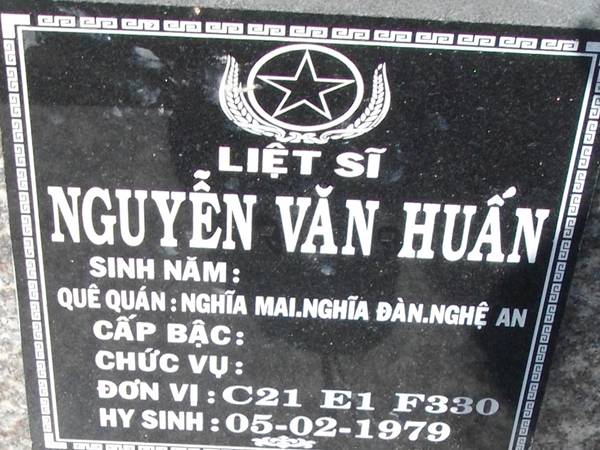 LIỆT SĨ
NGUYỄN VĂN HUẤN
SINH NĂM:
QUÊ QUÁN: NGHĨA MAI.NGHĨA ĐÀN.NGHỆ AN
CẤP BẬC:
CHỨC VỤ:
ĐƠN VỊ: C21 E1 F330
HY SINH: 05-02-1979